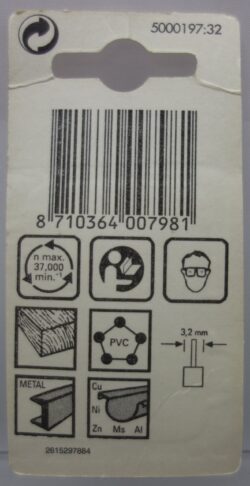 5000197:32
8 710364 007981
n max.
37,000
min.⁻¹
PVC
3,2 mm
METAL
Cu
Ni
Zn Ms Al
2615297884